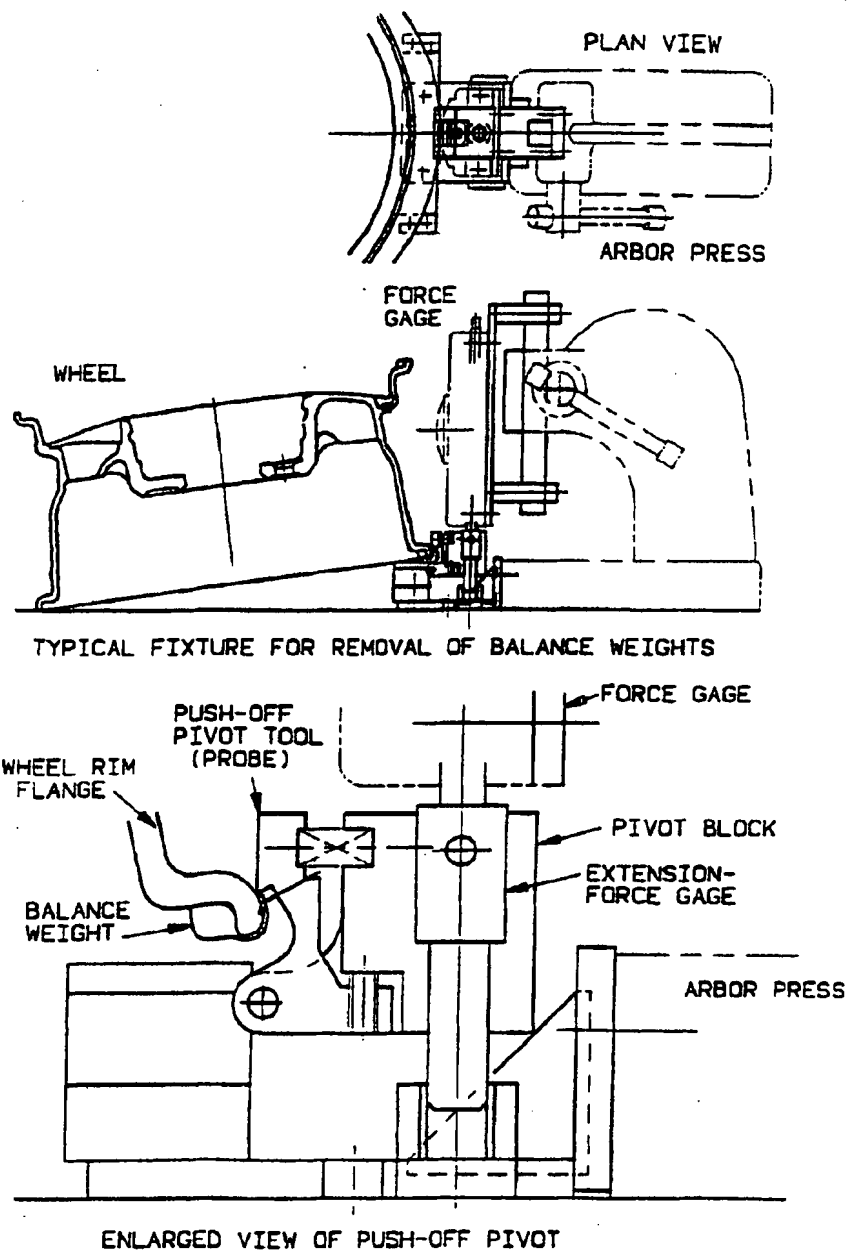 PLAN VIEW
ARBOR PRESS
FORCE
GAGE
WHEEL
TYPICAL FIXTURE FOR REMOVAL OF BALANCE WEIGHTS
FORCE GAGE
PUSH-OFF
PIVOT TOOL
(PROBE)
WHEEL RIM
FLANGE
PIVOT BLOCK
EXTENSION-
FORCE GAGE
BALANCE
WEIGHT
ARBOR PRESS
ENLARGED VIEW OF PUSH-OFF PIVOT